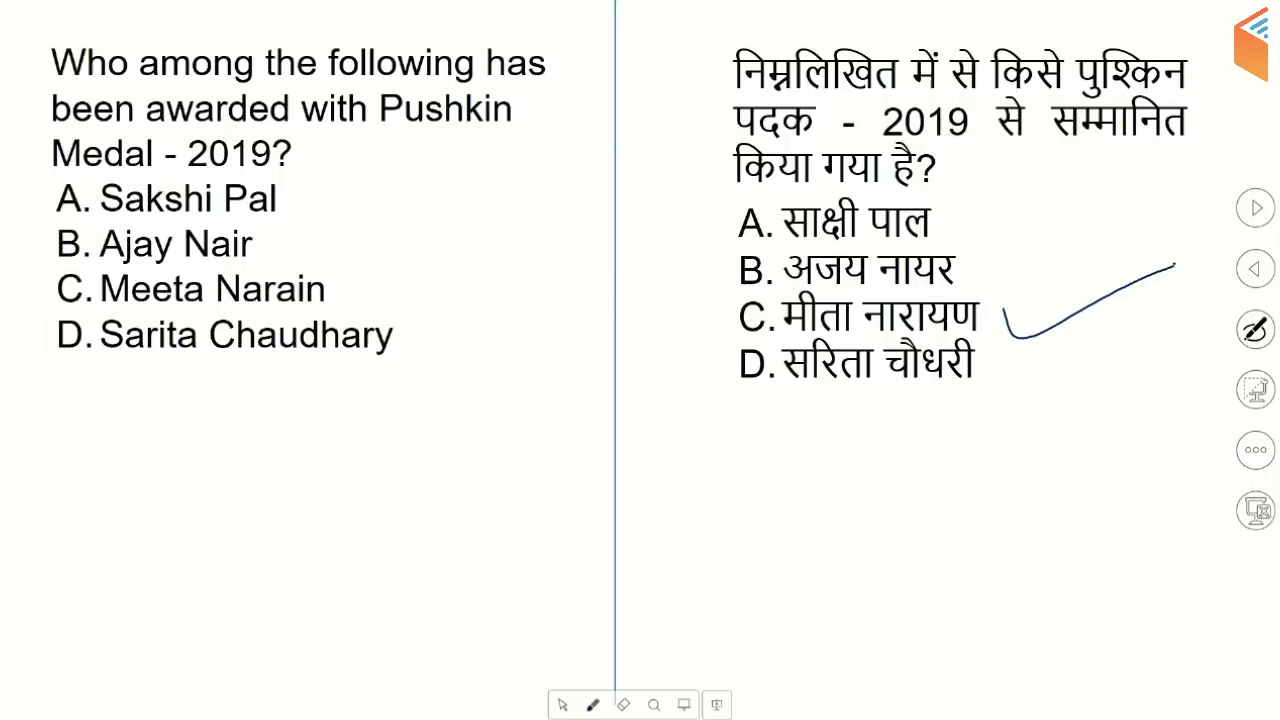 Who among the following has
been awarded with Pushkin
Medal - 2019?
A. Sakshi Pal
B. Ajay Nair
C. Meeta Narain
D. Sarita Chaudhary
निम्नलिखित में से किसे पुश्किन
पदक - 2019 से सम्मानित
किया गया है?
A. साक्षी पाल
B. अजय नायर
C. मीता नारायण
D. सरिता चौधरी